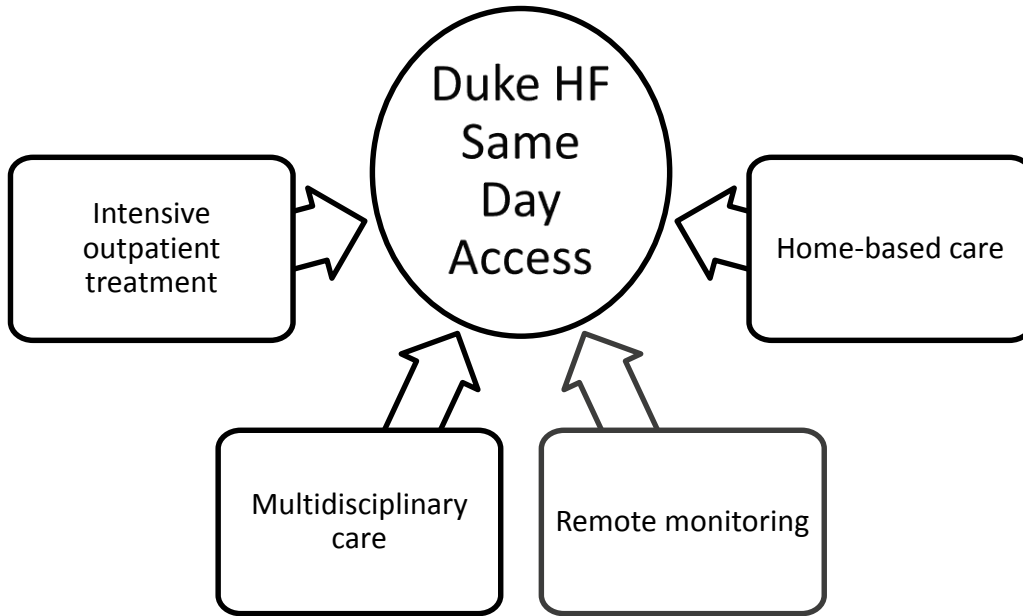 Duke HF
Same
Day
Access
Intensive
outpatient
treatment
Home-based care
Multidisciplinary
care
Remote monitoring